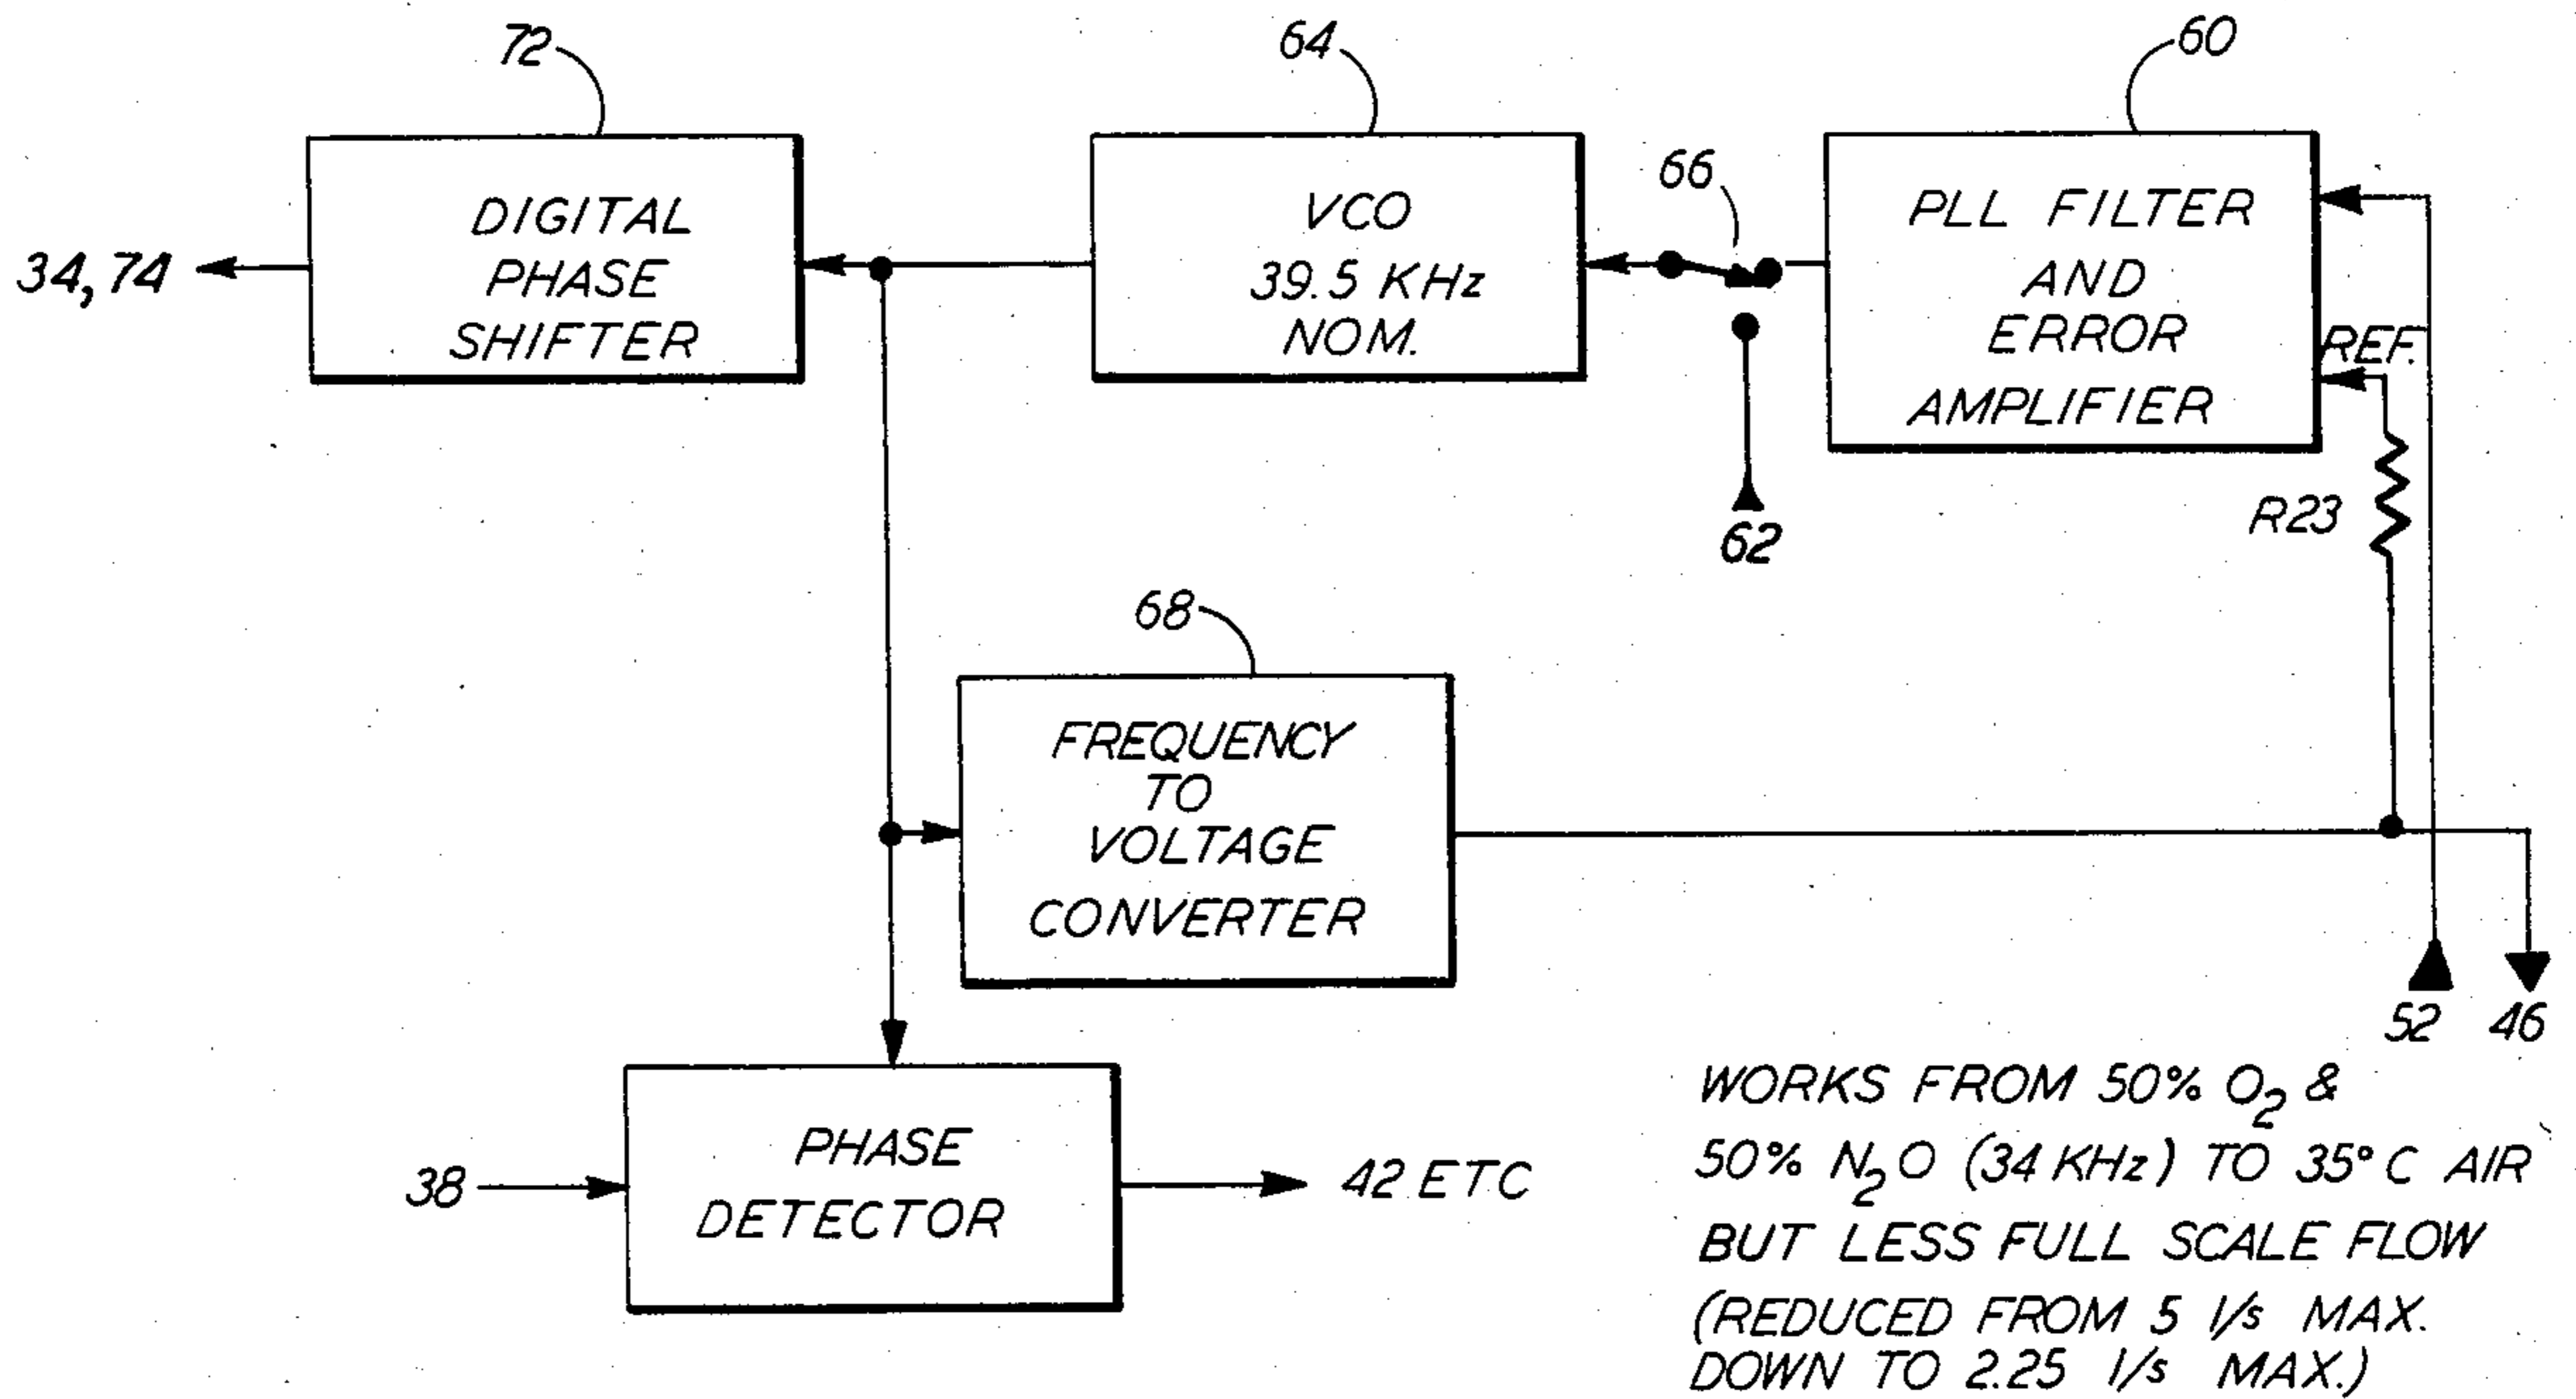 72
64
60
66
DIGITAL
PHASE
SHIFTER
34, 74
VCO
39.5 KHz
NOM.
PLL FILTER
AND
ERROR
AMPLIFIER
REF.
R23
62
68
FREQUENCY
TO
VOLTAGE
CONVERTER
52
46
PHASE
DETECTOR
38
42 ETC
WORKS FROM 50% O₂ &
50% N₂O (34 KHz) TO 35°C AIR
BUT LESS FULL SCALE FLOW
(REDUCED FROM 5 l/s MAX.
DOWN TO 2.25 l/s MAX.)